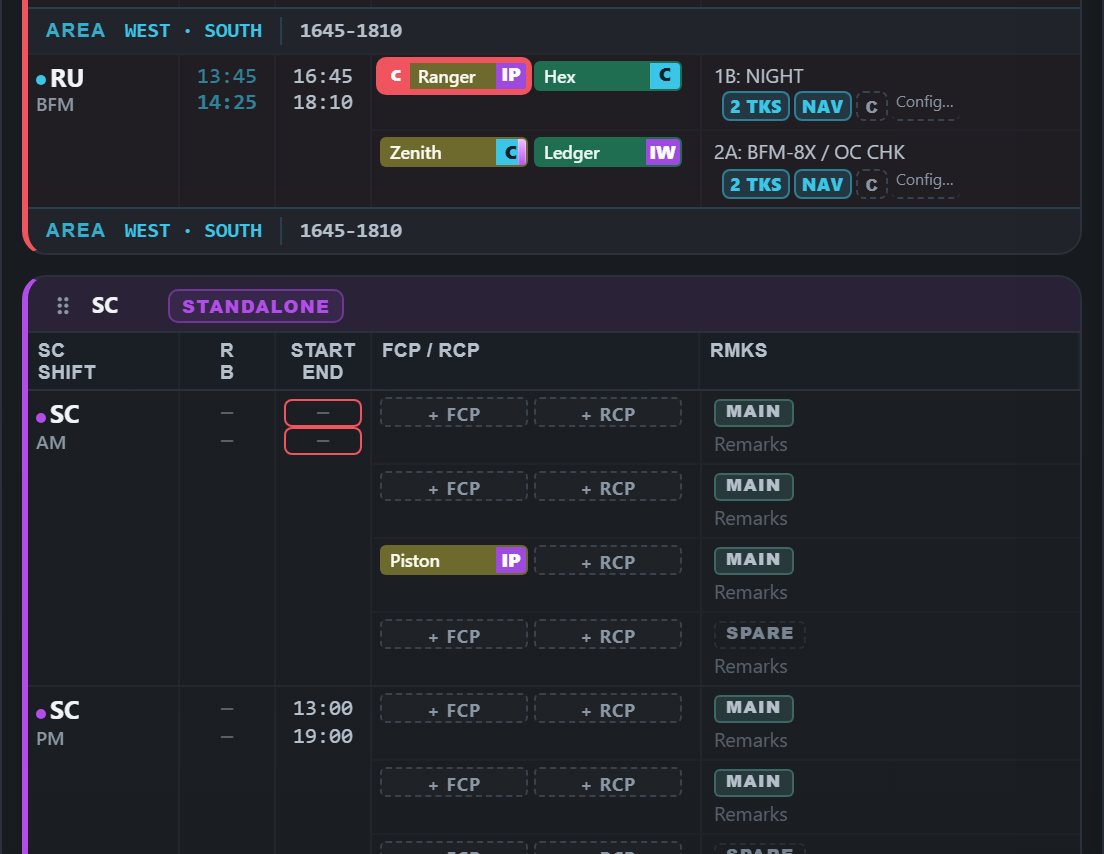 AREA WEST • SOUTH 1645-1810
RU 13:45 16:45 C Ranger IP Hex C 1B: NIGHT
BFM 14:25 18:10 2 TKS NAV C Config...
Zenith C Ledger IW 2A: BFM-8X / OC CHK
2 TKS NAV C Config...
AREA WEST • SOUTH 1645-1810
SC STANDALONE
SC R START FCP / RCP RMKS
SHIFT B END
SC — — + FCP + RCP MAIN
AM — — Remarks
+ FCP + RCP MAIN
Remarks
Piston IP + RCP MAIN
Remarks
+ FCP + RCP SPARE
Remarks
SC — 13:00 + FCP + RCP MAIN
PM — 19:00 Remarks
+ FCP + RCP MAIN
Remarks
+ FCP + RCP SPARE